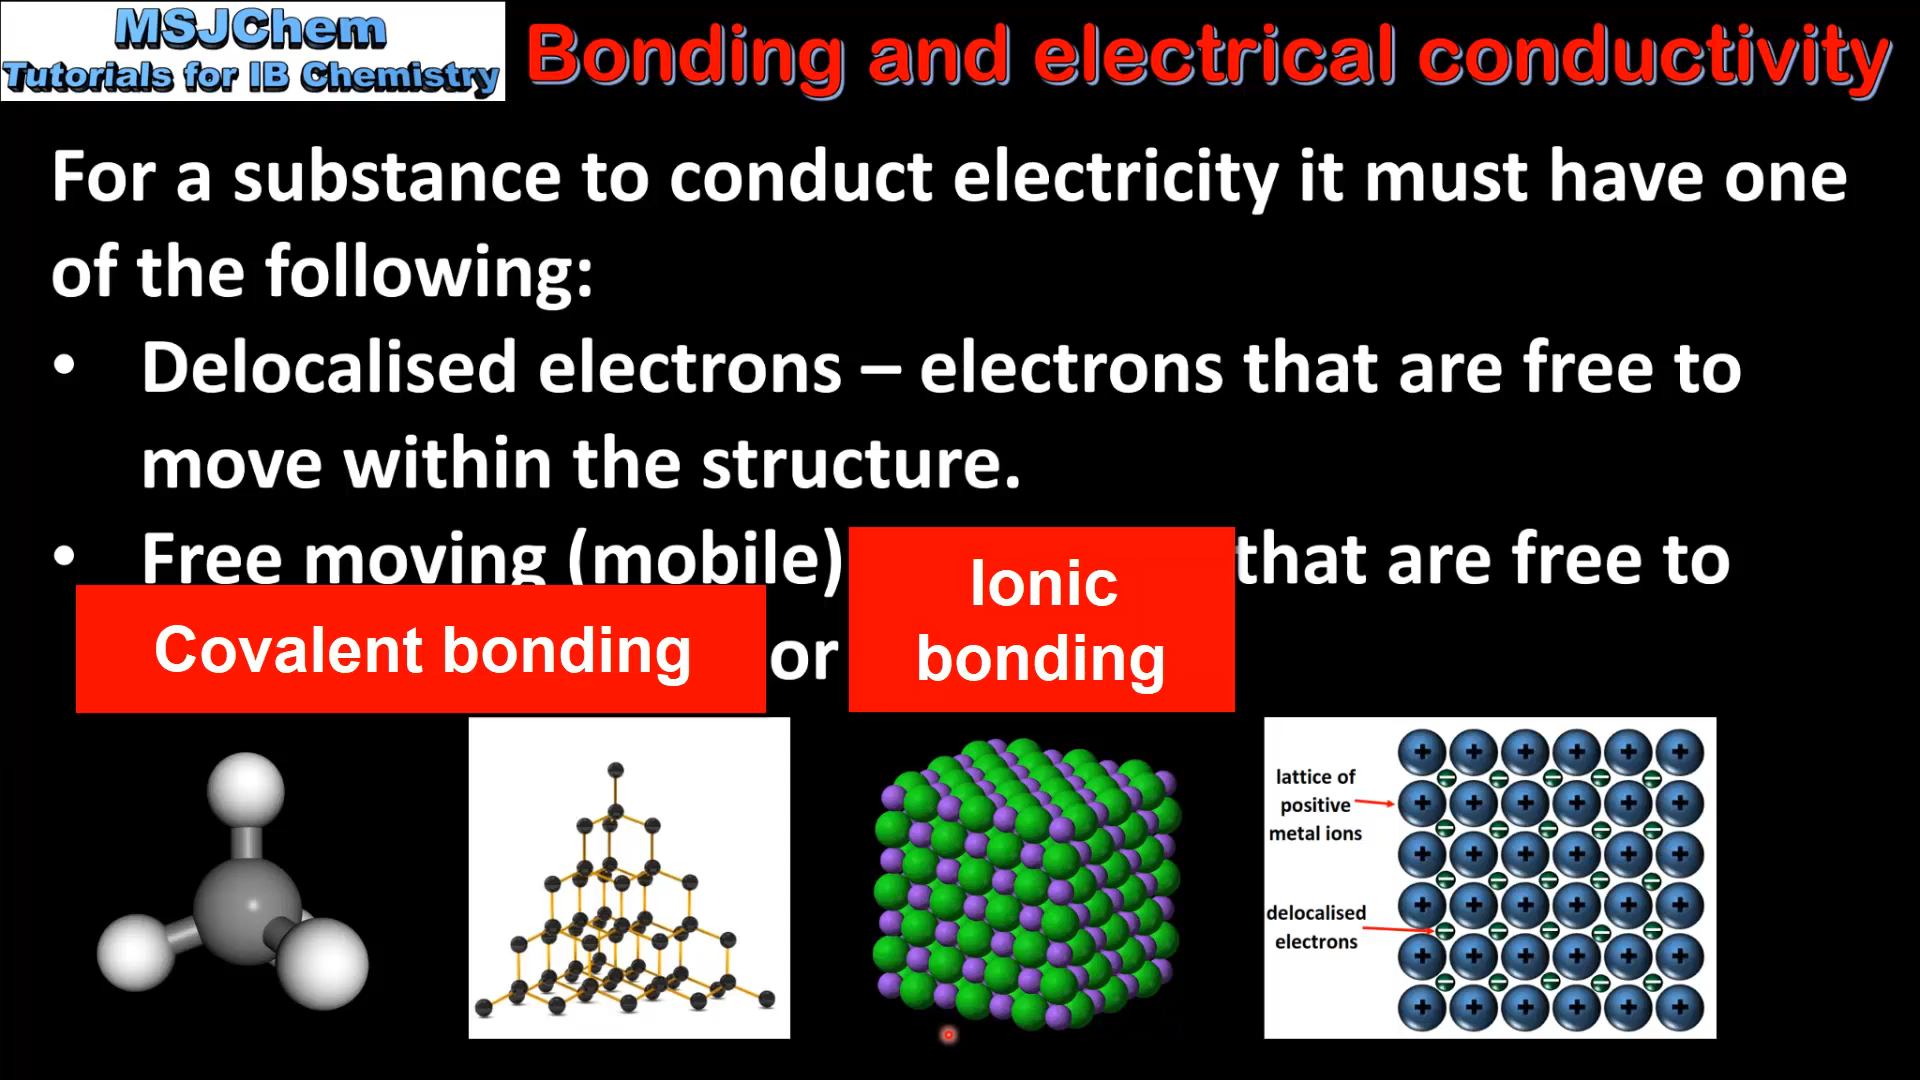 MSJChem
Tutorials for IB Chemistry
Bonding and electrical conductivity
For a substance to conduct electricity it must have one
of the following:
• Delocalised electrons – electrons that are free to
move within the structure.
• Free moving (mobile) that are free to
or
Covalent bonding
Ionic
bonding
lattice of
positive
metal ions
delocalised
electrons